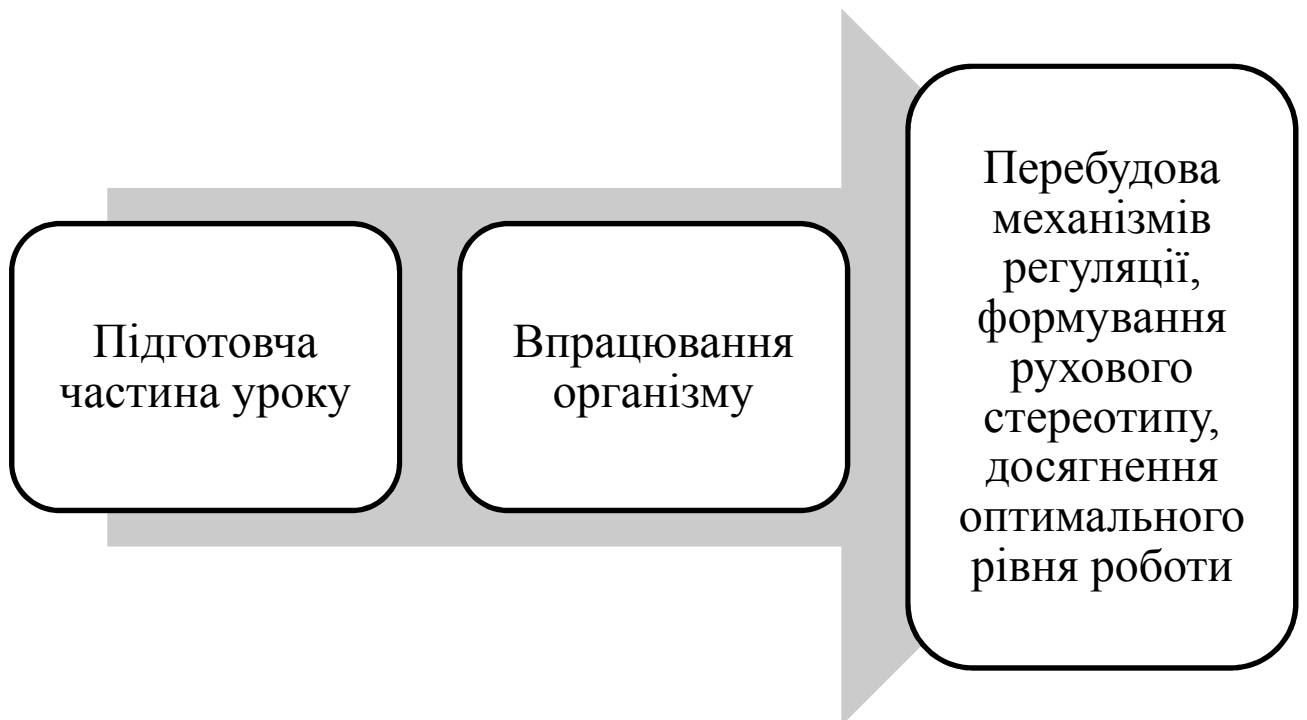 Підготовча
частина уроку
Впрацювання
організму
Перебудова
механізмів
регуляції,
формування
рухового
стереотипу,
досягнення
оптимального
рівня роботи